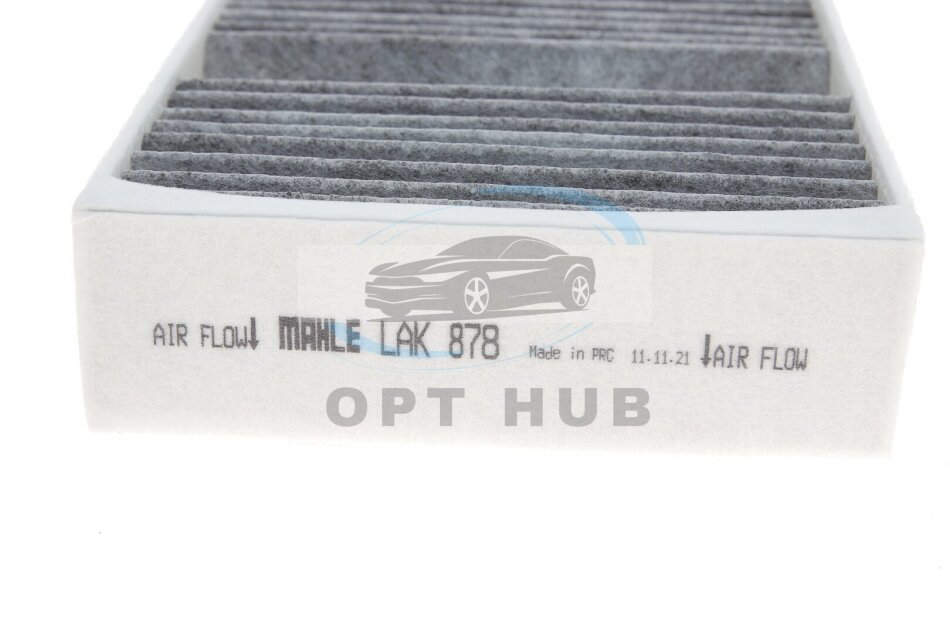 AIR FLOW↓ MAHLE LAK 878 Made in PRC 11.11.21 ↓AIR FLOW
OPT HUB